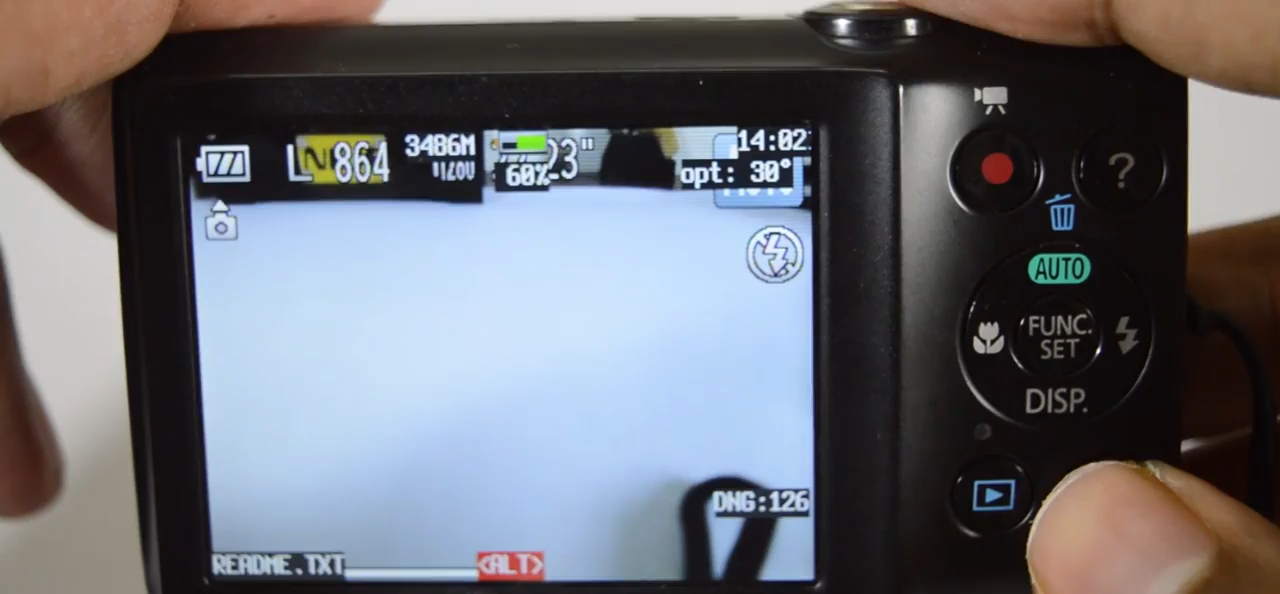 L 864 3486M 23" 14:02
60% opt: 30°
?
AUTO
FUNC.
SET
DISP.
DNG:126
README.TXT <ALT>